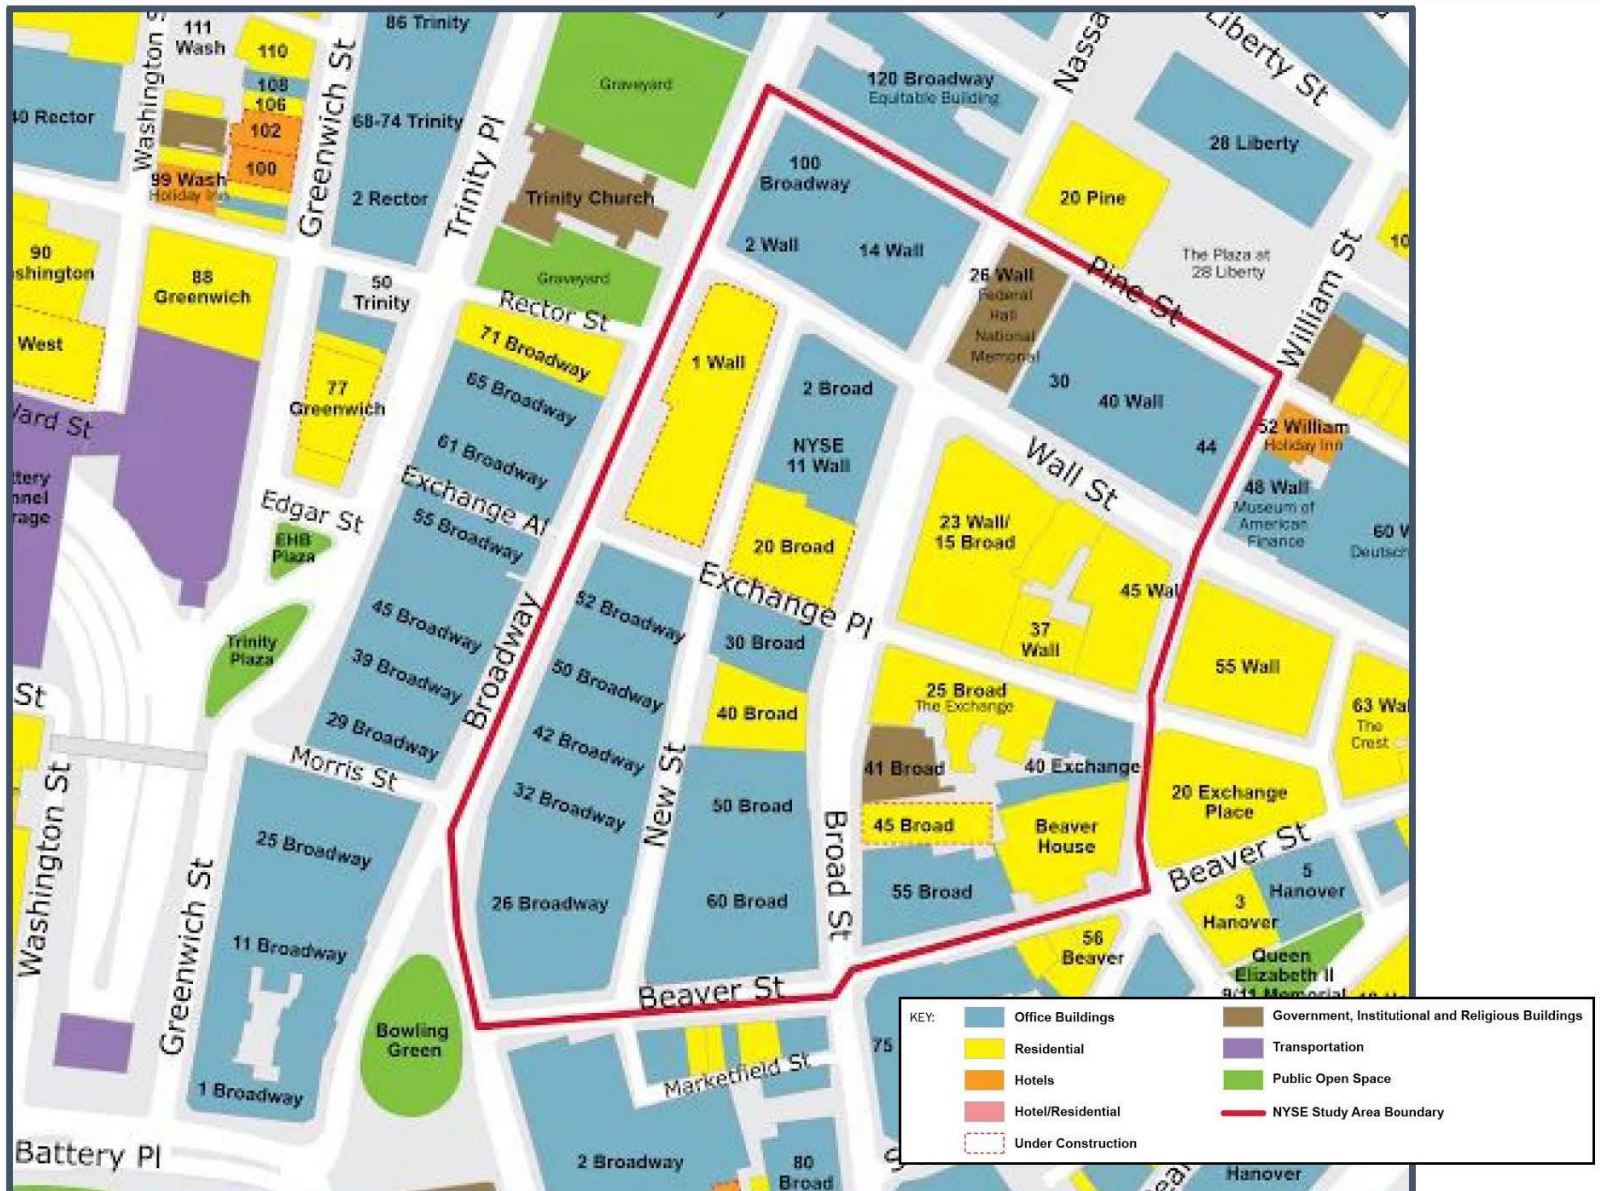 86 Trinity
111
Wash
110
108
106
102
100
40 Rector
Washington
Greenwich St
68-74 Trinity
2 Rector
Trinity Pl
Graveyard
Trinity Church
Graveyard
Rector St
99 Wash
Holiday Inn
90
shington
88
Greenwich
50
Trinity
West
77
Greenwich
71 Broadway
65 Broadway
61 Broadway
Exchange Al
55 Broadway
Edgar St
EHB
Plaza
Trinity
Plaza
45 Broadway
39 Broadway
29 Broadway
Broadway
Morris St
25 Broadway
11 Broadway
1 Broadway
Washington St
Greenwich St
Battery Pl
Bowling
Green
St
120 Broadway
Equitable Building
Nassa
Liberty St
28 Liberty
20 Pine
The Plaza at
28 Liberty
William St
10
100
Broadway
2 Wall
14 Wall
26 Wall
Federal
Hall
National
Memorial
Pine St
30
40 Wall
44
52 William
Holiday Inn
48 Wall
Museum of
American
Finance
60 W
Deutsch
1 Wall
2 Broad
NYSE
11 Wall
20 Broad
Wall St
23 Wall/
15 Broad
45 Wal
37
Wall
55 Wall
63 Wal
The
Crest
Exchange Pl
52 Broadway
50 Broadway
42 Broadway
32 Broadway
26 Broadway
New St
30 Broad
40 Broad
50 Broad
60 Broad
Broad St
25 Broad
The Exchange
41 Broad
40 Exchange
45 Broad
Beaver
House
55 Broad
20 Exchange
Place
Beaver St
5
Hanover
3
Hanover
56
Beaver
Queen
Elizabeth II
9/11 Memorial
Beaver St
Marketfield St
75
2 Broadway
80
Broad
Hanover
KEY:
Office Buildings
Residential
Hotels
Hotel/Residential
Under Construction
Government, Institutional and Religious Buildings
Transportation
Public Open Space
NYSE Study Area Boundary